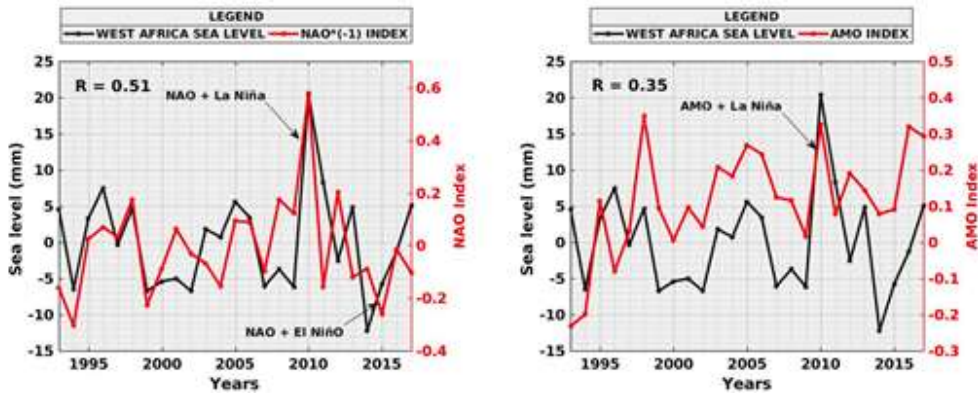 LEGEND
WEST AFRICA SEA LEVEL NAO*(-1) INDEX
R = 0.51
NAO + La Niña
NAO + El NiñO
Sea level (mm)
25
20
15
10
5
0
-5
-10
-15
1995 2000 2005 2010 2015
Years
0.6
0.4
0.2
0
-0.2
-0.4
NAO Index
LEGEND
WEST AFRICA SEA LEVEL AMO INDEX
R = 0.35
AMO + La Niña
Sea level (mm)
25
20
15
10
5
0
-5
-10
-15
1995 2000 2005 2010 2015
Years
0.5
0.4
0.3
0.2
0.1
0
-0.1
-0.2
-0.3
AMO Index